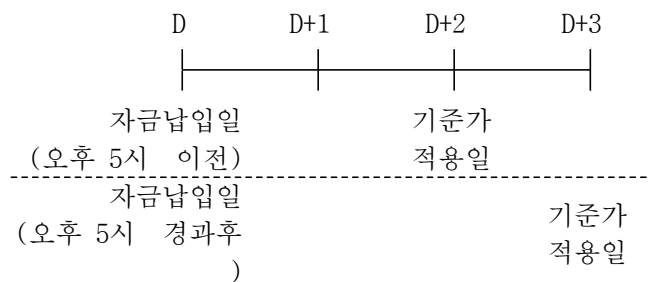 D D+1 D+2 D+3
자금납입일 기준가
(오후 5시 이전) 적용일
자금납입일
(오후 5시 경과후
)
기준가
적용일